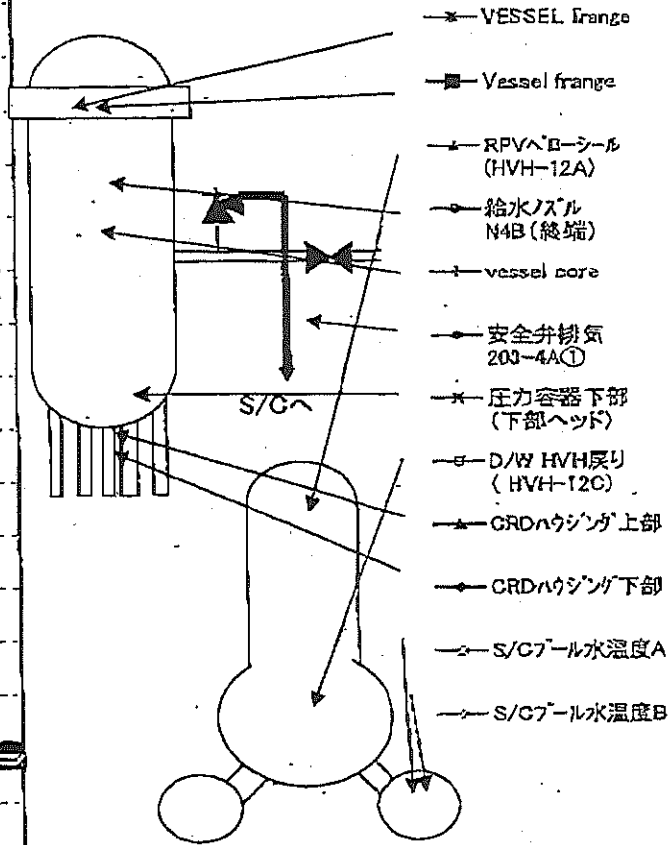 VESSEL frange
Vessel frange
RPVベローシール
(HVH-12A)
給水ノズル
N4B(終端)
vessel core
安全弁排気
203-4A①
圧力容器下部
(下部ヘッド)
D/W HVH戻り
( HVH-12C)
CRDハウジング上部
CRDハウジング下部
S/Cプール水温度A
S/Cプール水温度B
S/Cへ